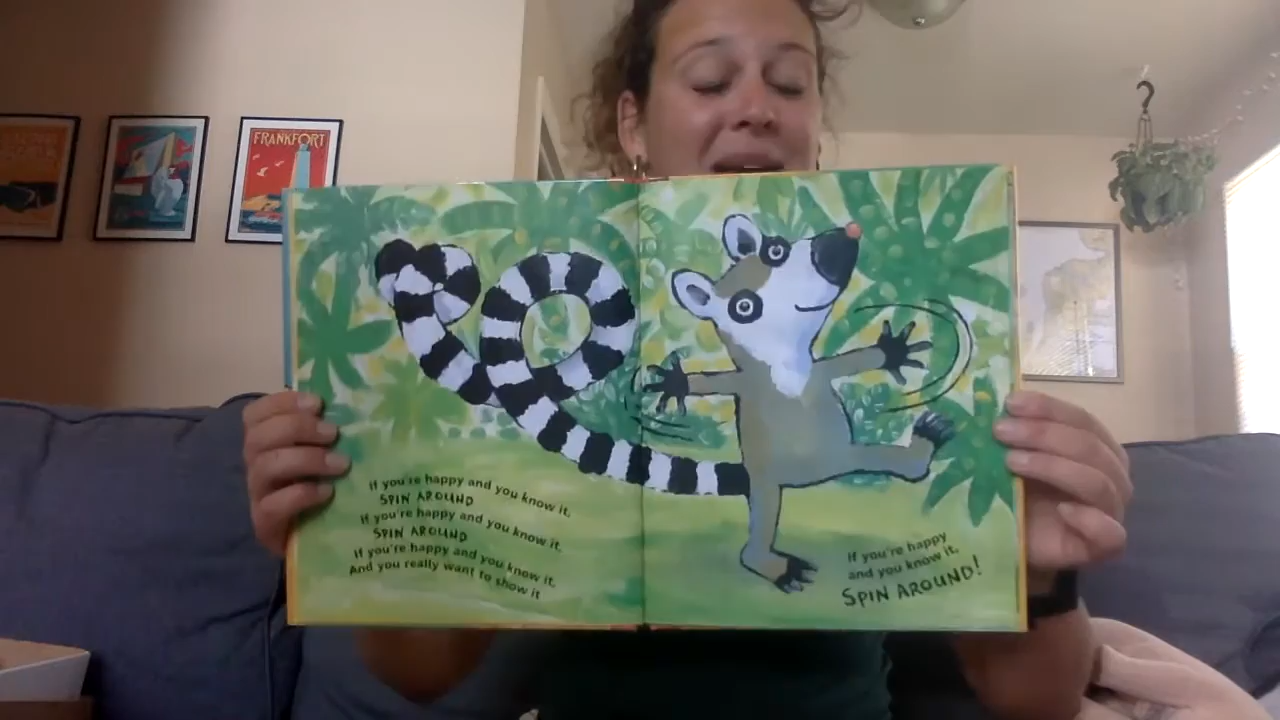 FRANKFORT
If you're happy and you know it,
SPIN AROUND
If you're happy and you know it,
SPIN AROUND
If you're happy and you know it,
And you really want to show it
If you're happy
and you know it,
SPIN AROUND!